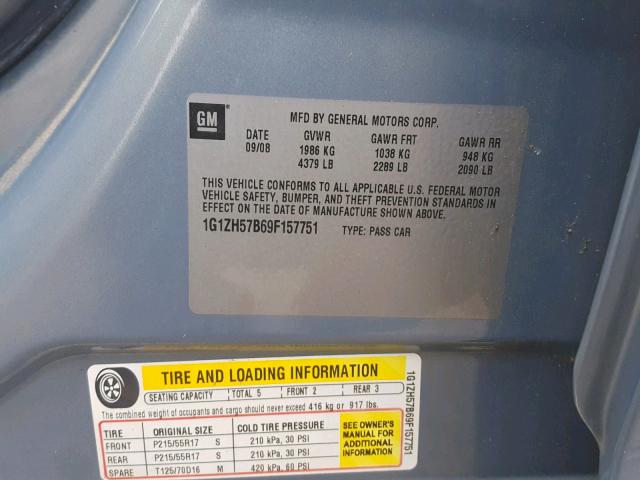 GM
MFD BY GENERAL MOTORS CORP.
DATE GVWR GAWR FRT GAWR RR
09/08 1986 KG 1038 KG 948 KG
4379 LB 2289 LB 2090 LB
THIS VEHICLE CONFORMS TO ALL APPLICABLE U.S. FEDERAL MOTOR
VEHICLE SAFETY, BUMPER, AND THEFT PREVENTION STANDARDS IN
EFFECT ON THE DATE OF MANUFACTURE SHOWN ABOVE.
1G1ZH57B69F157751 TYPE: PASS CAR
TIRE AND LOADING INFORMATION
SEATING CAPACITY TOTAL 5 FRONT 2 REAR 3
The combined weight of occupants and cargo should never exceed 416 kg or 917 lbs.
TIRE ORIGINAL SIZE COLD TIRE PRESSURE
FRONT P215/55R17 S 210 kPa, 30 PSI
REAR P215/55R17 S 210 kPa, 30 PSI
SPARE T125/70D16 M 420 kPa, 60 PSI
SEE OWNER'S
MANUAL FOR
ADDITIONAL
INFORMATION
1G1ZH57B69F157751